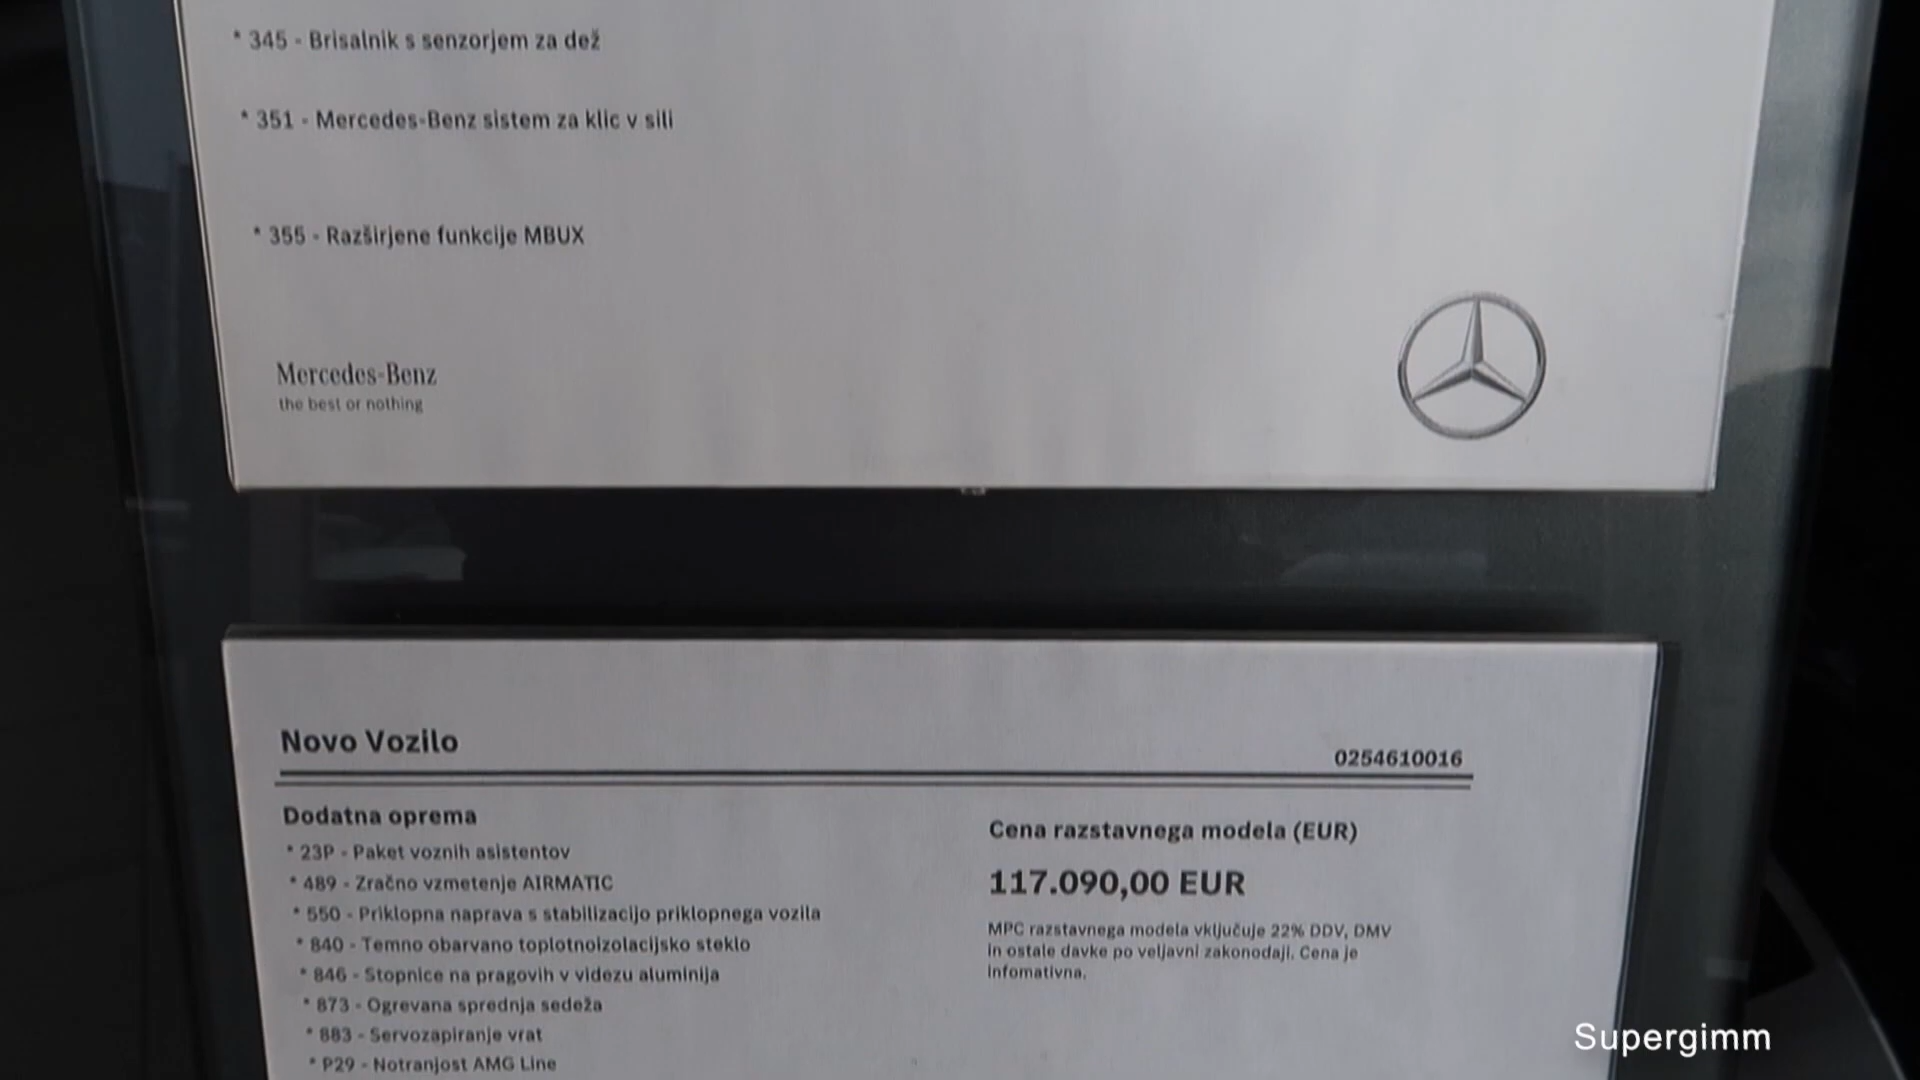 * 345 - Brisalnik s senzorjem za dež
* 351 - Mercedes-Benz sistem za klic v sili
* 355 - Razširjene funkcije MBUX
Mercedes-Benz
the best or nothing
Novo Vozilo
0254610016
Dodatna oprema
* 23P - Paket voznih asistentov
* 489 - Zračno vzmetenje AIRMATIC
* 550 - Priklopna naprava s stabilizacijo priklopnega vozila
* 840 - Temno obarvano toplotnoizolacijsko steklo
* 846 - Stopnice na pragovih v videzu aluminija
* 873 - Ogrevana sprednja sedeža
* 883 - Servozapiranje vrat
* P29 - Notranjost AMG Line
Cena razstavnega modela (EUR)
117.090,00 EUR
MPC razstavnega modela vključuje 22% DDV, DMV
in ostale davke po veljavni zakonodaji. Cena je
infomativna.
Supergimm